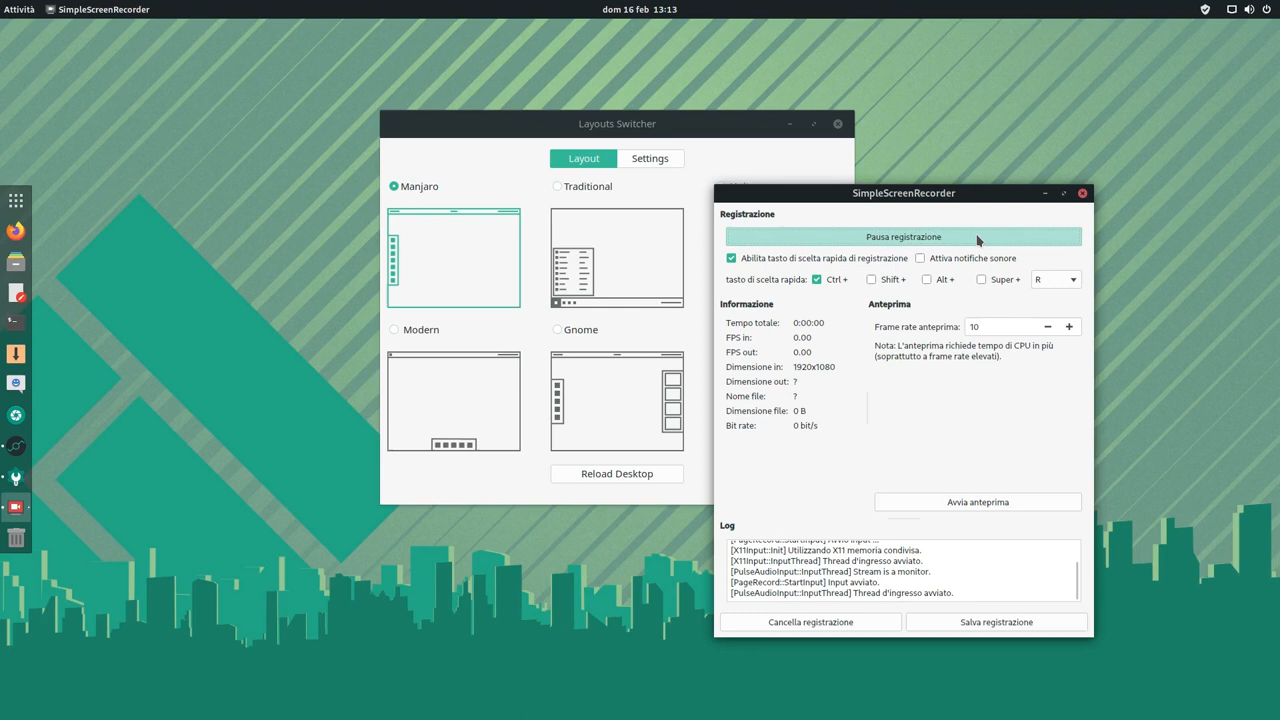 Attività SimpleScreenRecorder dom 16 feb 13:13
Layouts Switcher
Layout Settings
Manjaro Traditional
Modern Gnome
Reload Desktop
SimpleScreenRecorder
Registrazione
Pausa registrazione
Abilita tasto di scelta rapida di registrazione Attiva notifiche sonore
tasto di scelta rapida: Ctrl + Shift + Alt + Super + R
Informazione
Tempo totale: 0:00:00
FPS in: 0.00
FPS out: 0.00
Dimensione in: 1920x1080
Dimensione out: ?
Nome file: ?
Dimensione file: 0 B
Bit rate: 0 bit/s
Anteprima
Frame rate anteprima: 10
Nota: L'anteprima richiede tempo di CPU in più
(soprattutto a frame rate elevati).
Avvia anteprima
Log
[PageRecord::StartInput] Avvio input ...
[X11Input::Init] Utilizzando X11 memoria condivisa.
[X11Input::InputThread] Thread d'ingresso avviato.
[PulseAudioInput::InputThread] Stream is a monitor.
[PageRecord::StartInput] Input avviato.
[PulseAudioInput::InputThread] Thread d'ingresso avviato.
Cancella registrazione Salva registrazione